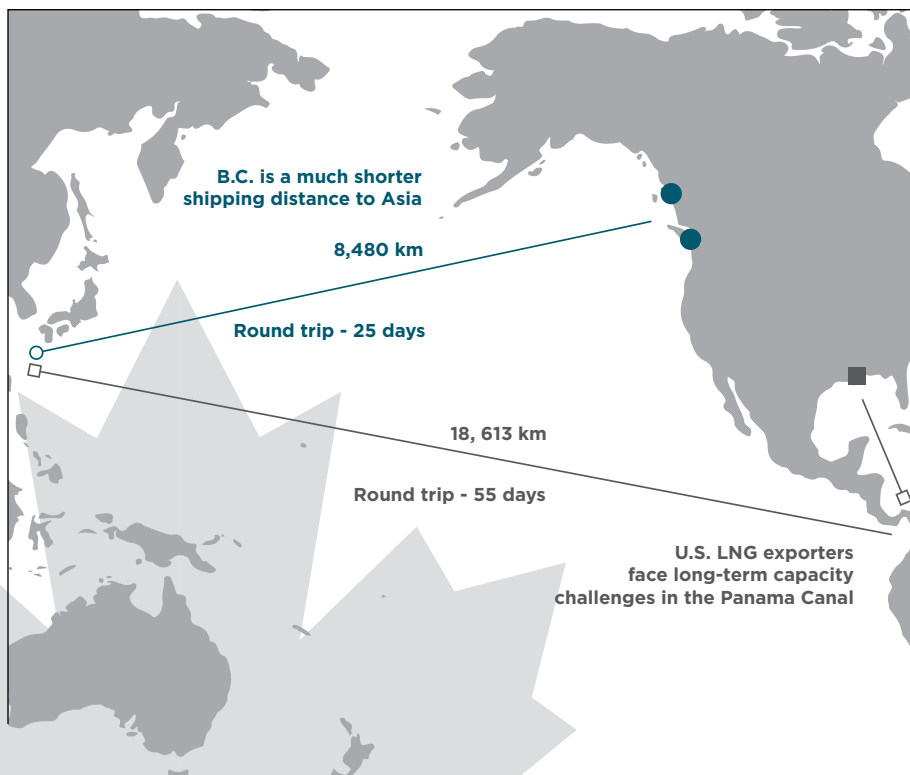 B.C. is a much shorter
shipping distance to Asia
8,480 km
Round trip - 25 days
18, 613 km
Round trip - 55 days
U.S. LNG exporters
face long-term capacity
challenges in the Panama Canal